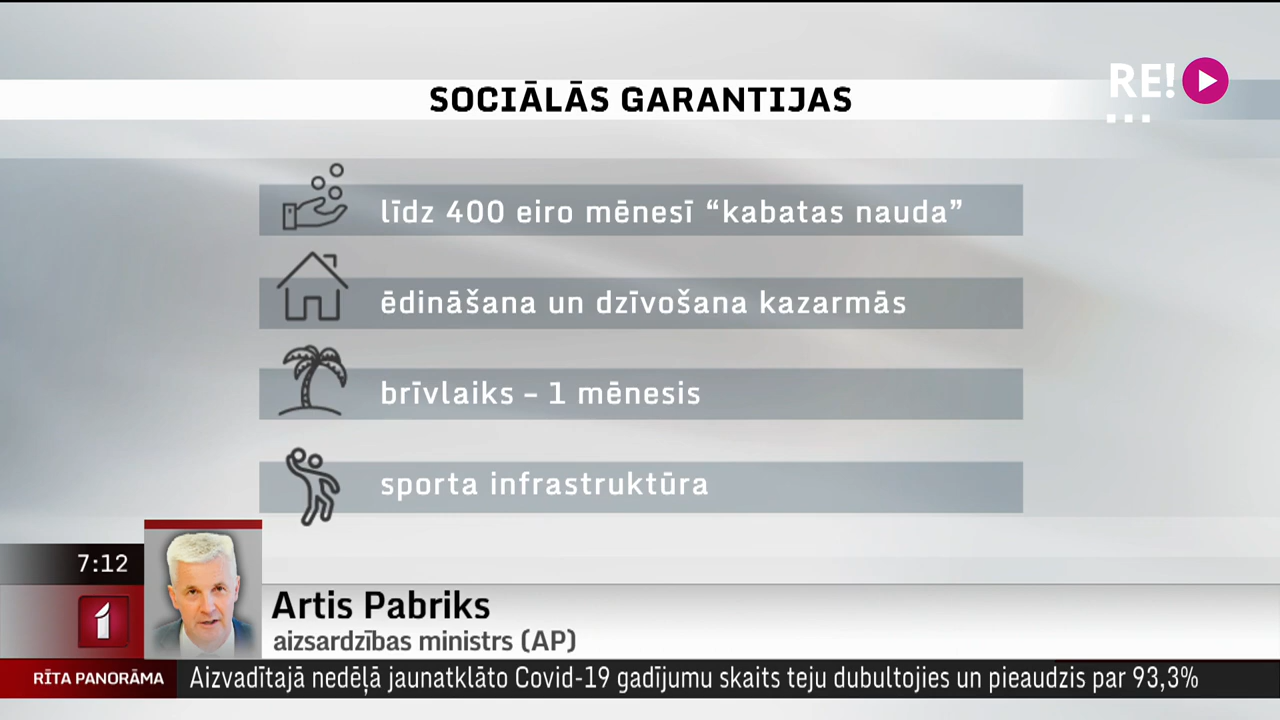 RE!
SOCIĀLĀS GARANTIJAS
līdz 400 eiro mēnesī “kabatas nauda”
ēdināšana un dzīvošana kazarmās
brīvlaiks – 1 mēnesis
sporta infrastruktūra
7:12
1
Artis Pabriks
aizsardzības ministrs (AP)
RĪTA PANORĀMA
Aizvadītajā nedēļā jaunatklāto Covid-19 gadījumu skaits teju dubultojies un pieaudzis par 93,3%